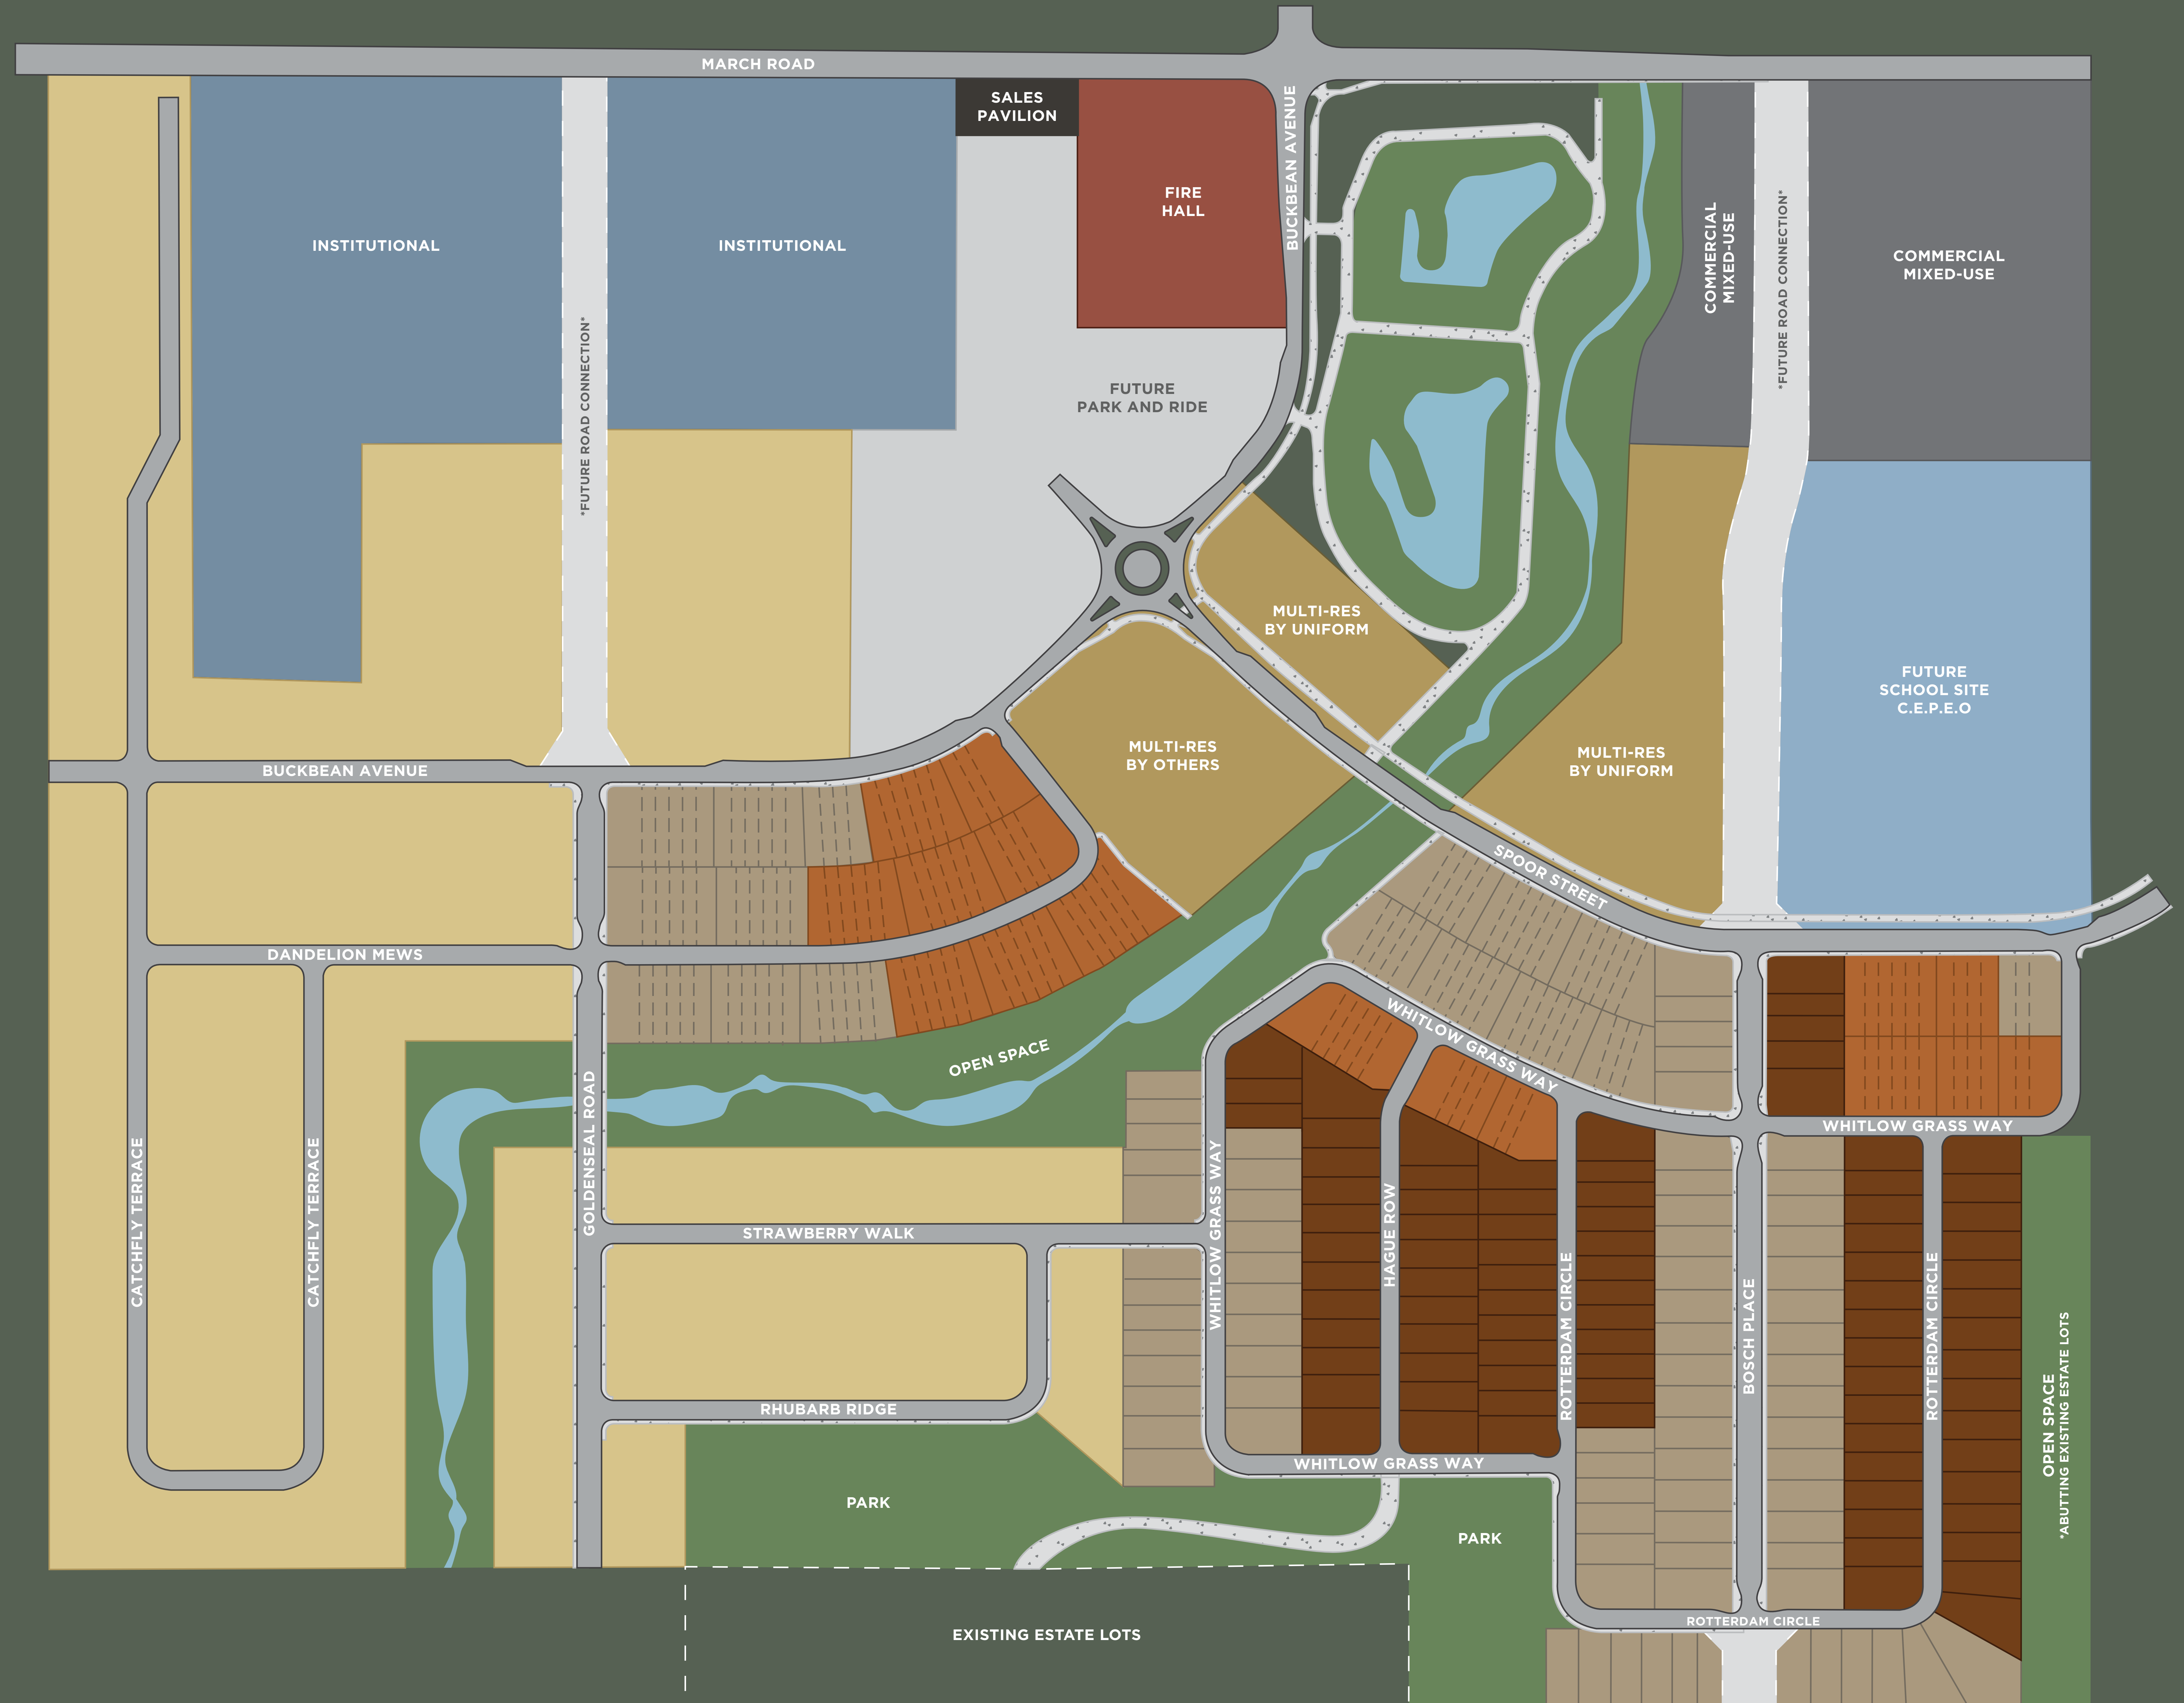 MARCH ROAD
SALES
PAVILION
FIRE
HALL
BUCKBEAN AVENUE
INSTITUTIONAL
INSTITUTIONAL
*FUTURE ROAD CONNECTION*
FUTURE
PARK AND RIDE
COMMERCIAL
MIXED-USE
*FUTURE ROAD CONNECTION*
COMMERCIAL
MIXED-USE
MULTI-RES
BY UNIFORM
MULTI-RES
BY OTHERS
MULTI-RES
BY UNIFORM
FUTURE
SCHOOL SITE
C.E.P.E.O
BUCKBEAN AVENUE
SPOOR STREET
DANDELION MEWS
OPEN SPACE
WHITLOW GRASS WAY
WHITLOW GRASS WAY
CATCHFLY TERRACE
CATCHFLY TERRACE
GOLDENSEAL ROAD
STRAWBERRY WALK
WHITLOW GRASS WAY
HAGUE ROW
ROTTERDAM CIRCLE
BOSCH PLACE
ROTTERDAM CIRCLE
OPEN SPACE
*ABUTTING EXISTING ESTATE LOTS
RHUBARB RIDGE
WHITLOW GRASS WAY
PARK
PARK
ROTTERDAM CIRCLE
EXISTING ESTATE LOTS